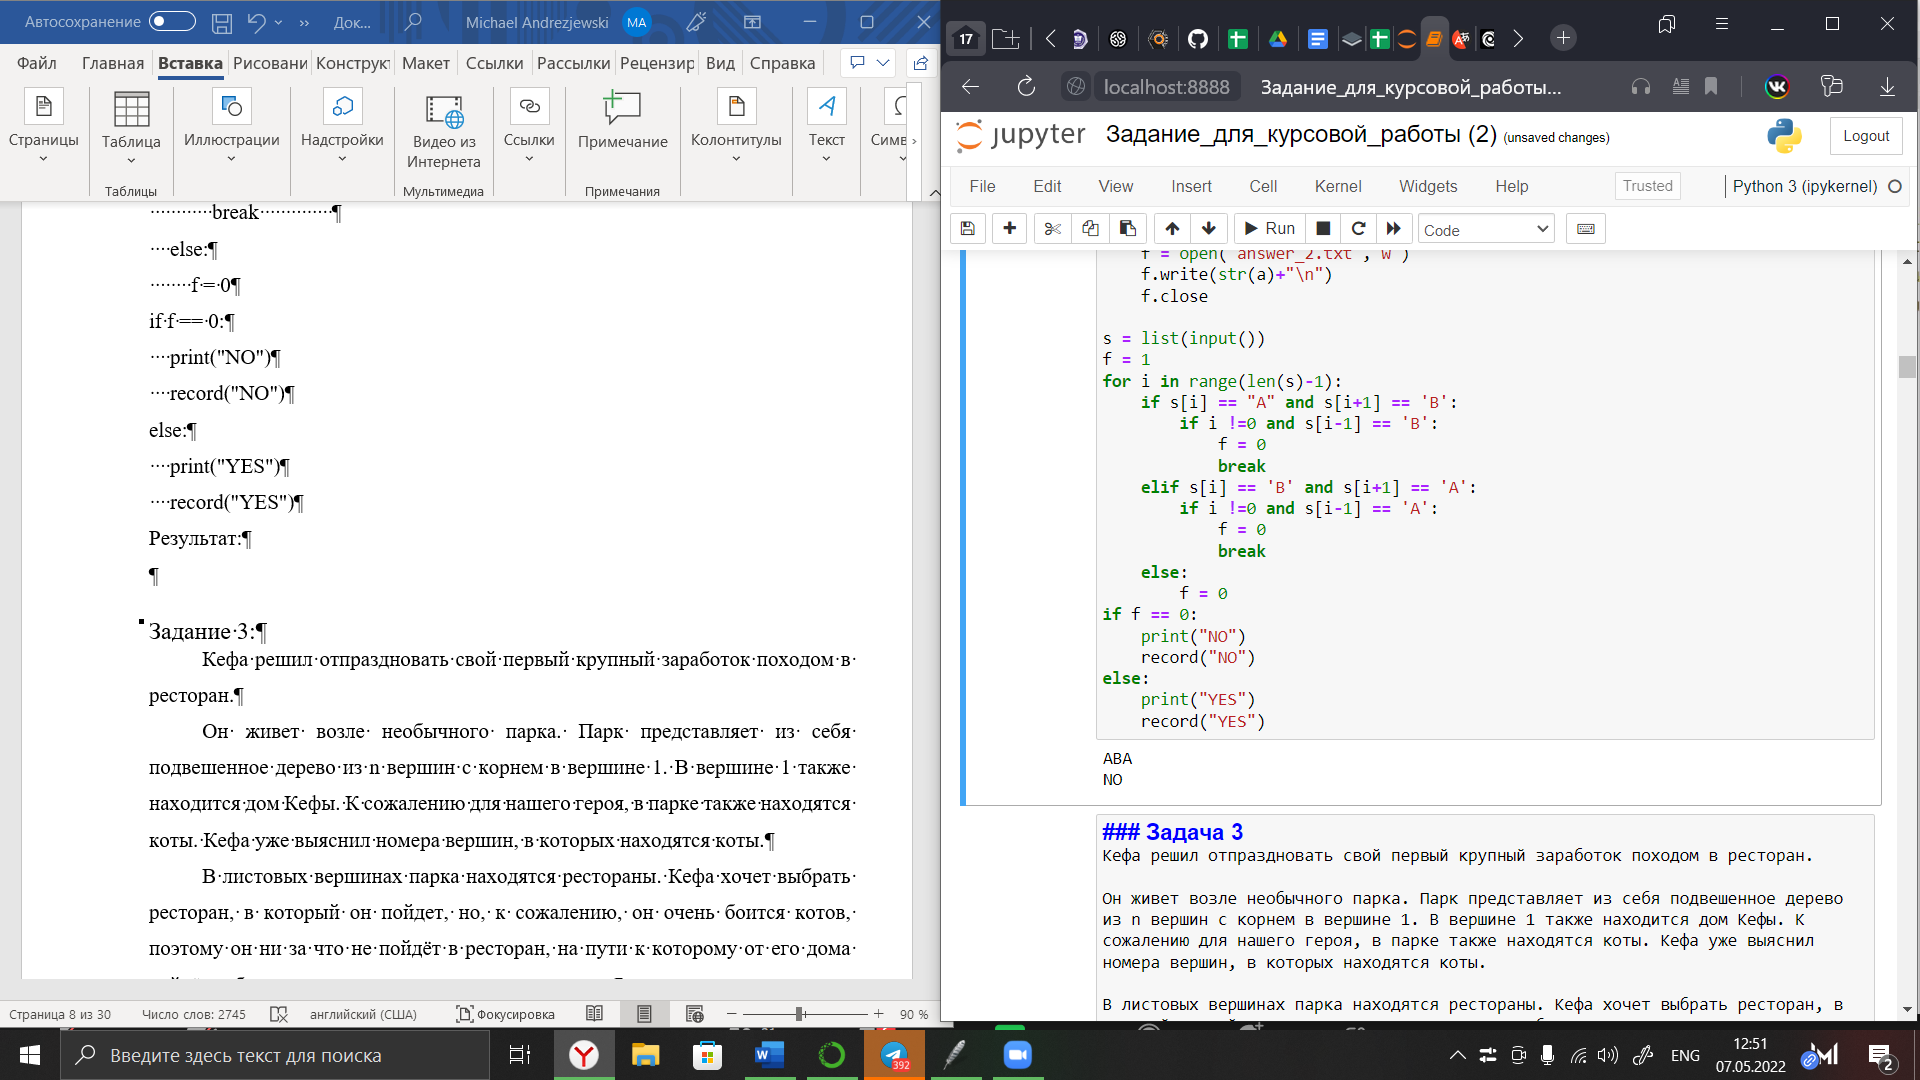 Автосохранение
Док...
Michael Andrezjewski
MA
Файл
Главная
Вставка
Рисовани
Конструкт
Макет
Ссылки
Рассылки
Рецензир
Вид
Справка
Страницы
Таблица
Иллюстрации
Надстройки
Видео из
Интернета
Ссылки
Примечание
Колонтитулы
Текст
Симв
Таблицы
Мультимедиа
Примечания
············break··············¶
····else:¶
········f·=·0¶
if·f·==·0:¶
····print("NO")¶
····record("NO")¶
else:¶
····print("YES")¶
····record("YES")¶
Результат:¶
¶
Задание·3:¶
Кефа·решил·отпраздновать·свой·первый·крупный·заработок·походом·в·
ресторан.¶
Он· живет· возле· необычного· парка.· Парк· представляет· из· себя·
подвешенное·дерево·из·n·вершин·с·корнем·в·вершине·1.·В·вершине·1·также·
находится·дом·Кефы.·К·сожалению·для·нашего·героя,·в·парке·также·находятся·
коты.·Кефа·уже·выяснил·номера·вершин,·в·которых·находятся·коты.¶
В·листовых·вершинах·парка·находятся·рестораны.·Кефа·хочет·выбрать·
ресторан,·в·который·он·пойдет,·но,·к·сожалению,·он·очень·боится·котов,·
поэтому·он·ни·за·что·не·пойдёт·в·ресторан,·на·пути·к·которому·от·его·дома·
Страница 8 из 30
Число слов: 2745
английский (США)
Фокусировка
90 %
17
localhost:8888
Задание_для_курсовой_работы...
jupyter
Задание_для_курсовой_работы (2) (unsaved changes)
Logout
File
Edit
View
Insert
Cell
Kernel
Widgets
Help
Trusted
Python 3 (ipykernel)
Run
Code
f = open("answer_2.txt", "w")
f.write(str(a)+"\n")
f.close
s = list(input())
f = 1
for i in range(len(s)-1):
if s[i] == "A" and s[i+1] == 'B':
if i !=0 and s[i-1] == 'B':
f = 0
break
elif s[i] == 'B' and s[i+1] == 'A':
if i !=0 and s[i-1] == 'A':
f = 0
break
else:
f = 0
if f == 0:
print("NO")
record("NO")
else:
print("YES")
record("YES")
ABA
NO
### Задача 3
Кефа решил отпраздновать свой первый крупный заработок походом в ресторан.
Он живет возле необычного парка. Парк представляет из себя подвешенное дерево
из n вершин с корнем в вершине 1. В вершине 1 также находится дом Кефы. К
сожалению для нашего героя, в парке также находятся коты. Кефа уже выяснил
номера вершин, в которых находятся коты.
В листовых вершинах парка находятся рестораны. Кефа хочет выбрать ресторан, в
Введите здесь текст для поиска
392
ENG
12:51
07.05.2022
2